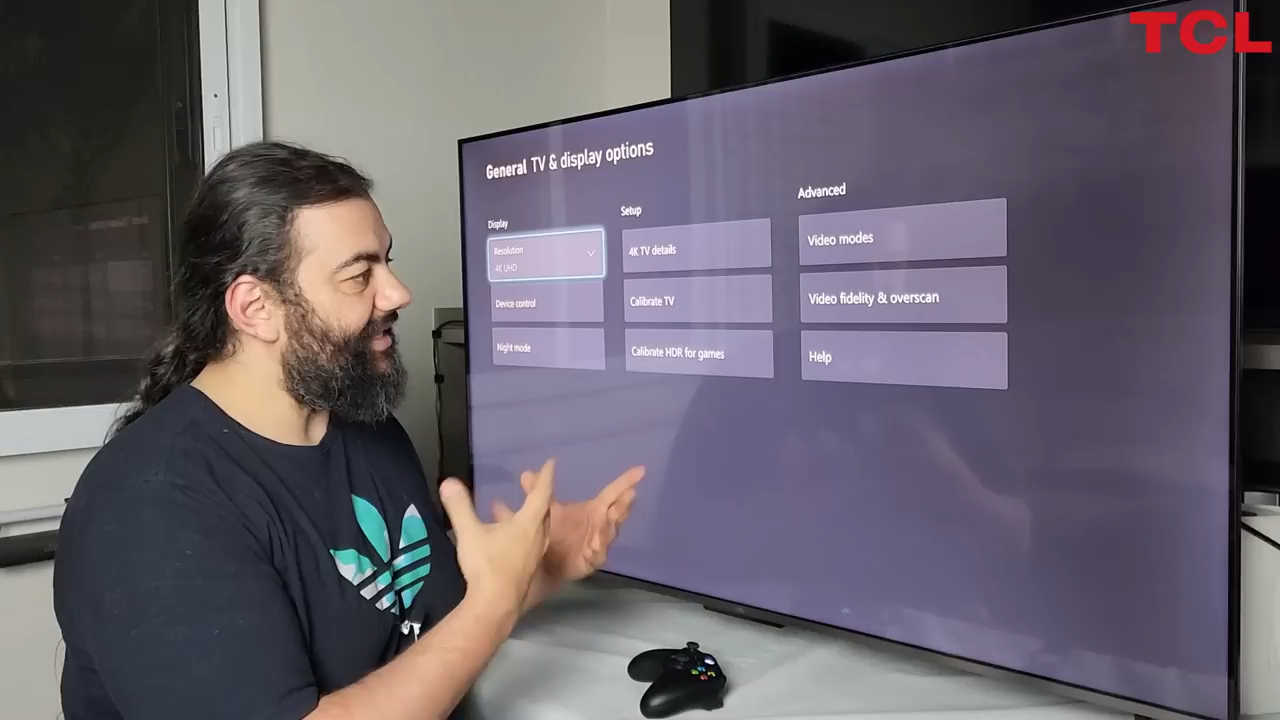 TCL
General TV & display options
Display
Resolution
4K UHD
Device control
Night mode
Setup
4K TV details
Calibrate TV
Calibrate HDR for games
Advanced
Video modes
Video fidelity & overscan
Help